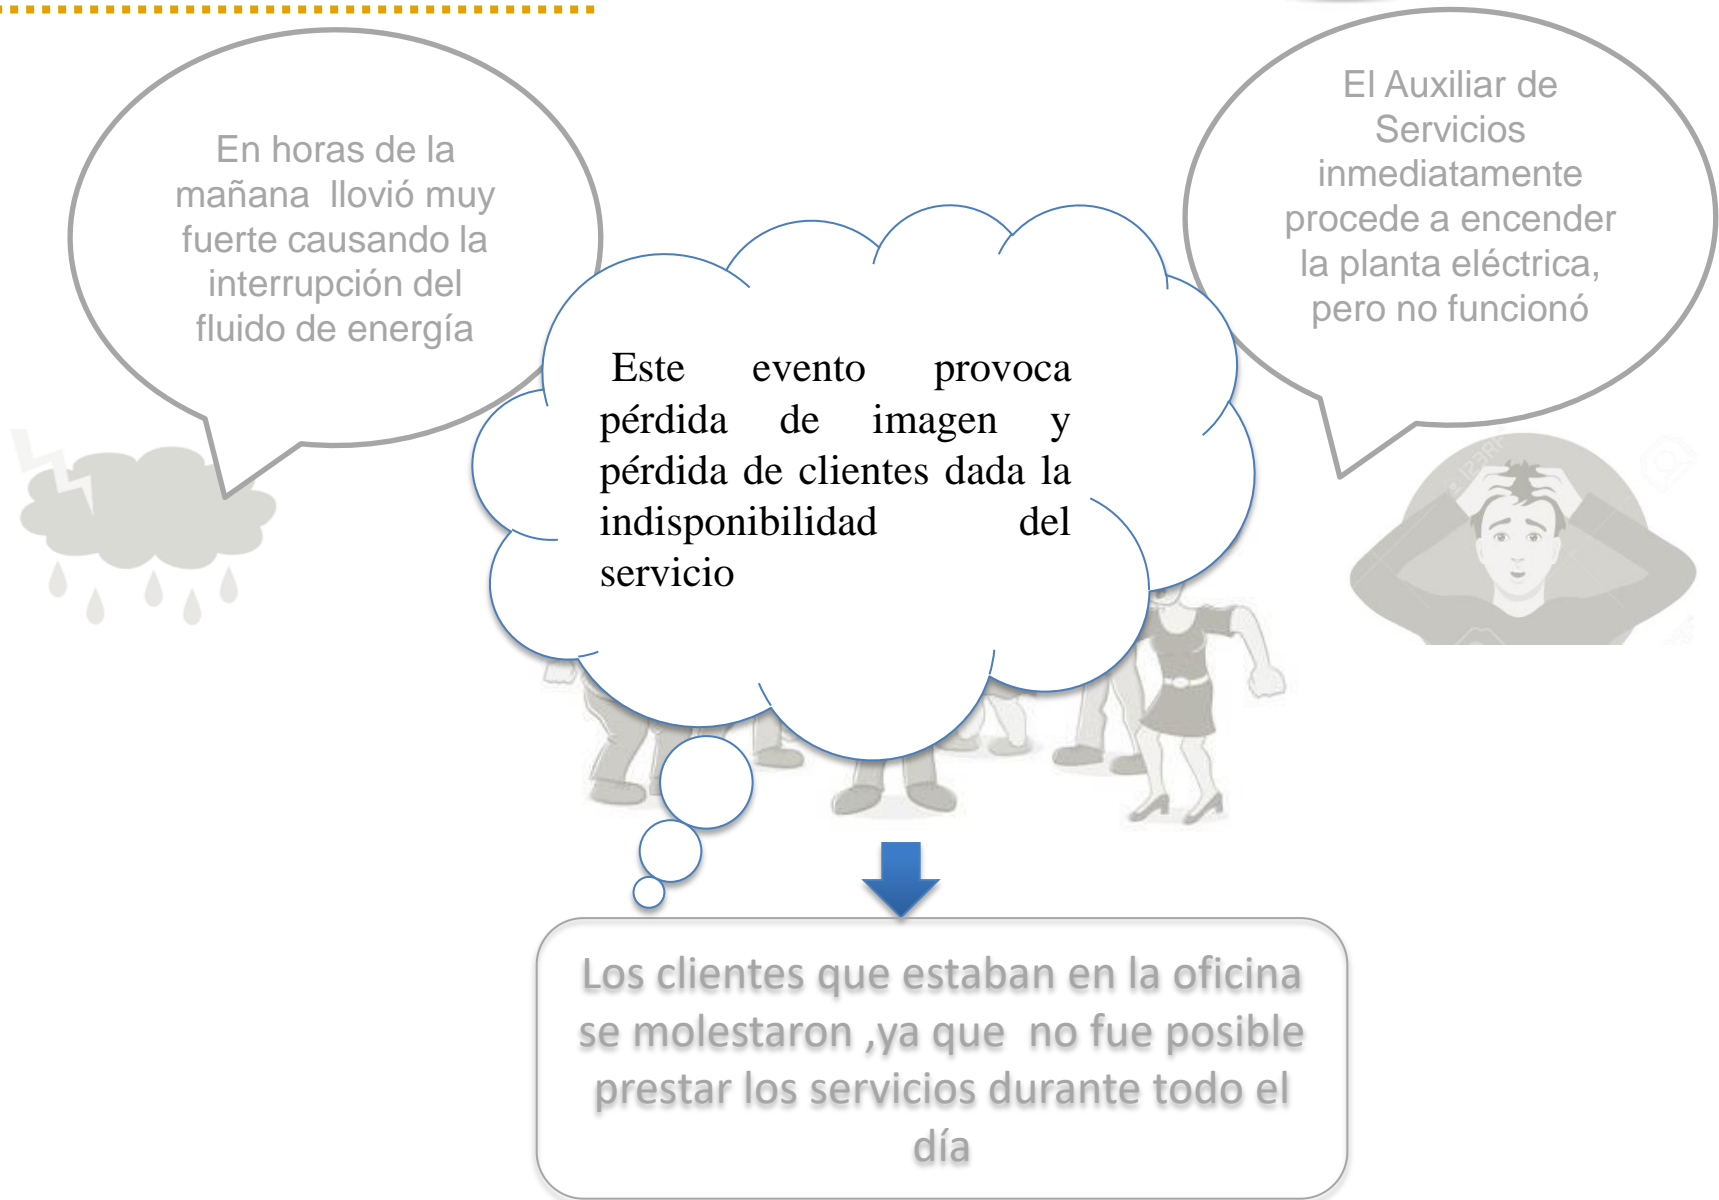 En horas de la
mañana llovió muy
fuerte causando la
interrupción del
fluido de energía
El Auxiliar de
Servicios
inmediatamente
procede a encender
la planta eléctrica,
pero no funcionó
Este evento provoca
pérdida de imagen y
pérdida de clientes dada la
indisponibilidad del
servicio
123RF
Los clientes que estaban en la oficina
se molestaron ,ya que no fue posible
prestar los servicios durante todo el
día